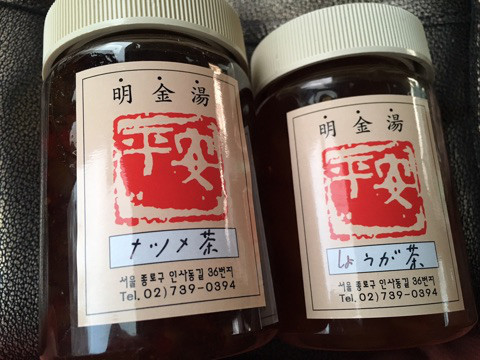 明金湯
平安
ナツメ茶
서울 종로구 인사동길 36번지
Tel. 02)739-0394
明金湯
平安
しょうが茶
서울 종로구 인사동길 36번지
Tel. 02)739-0394